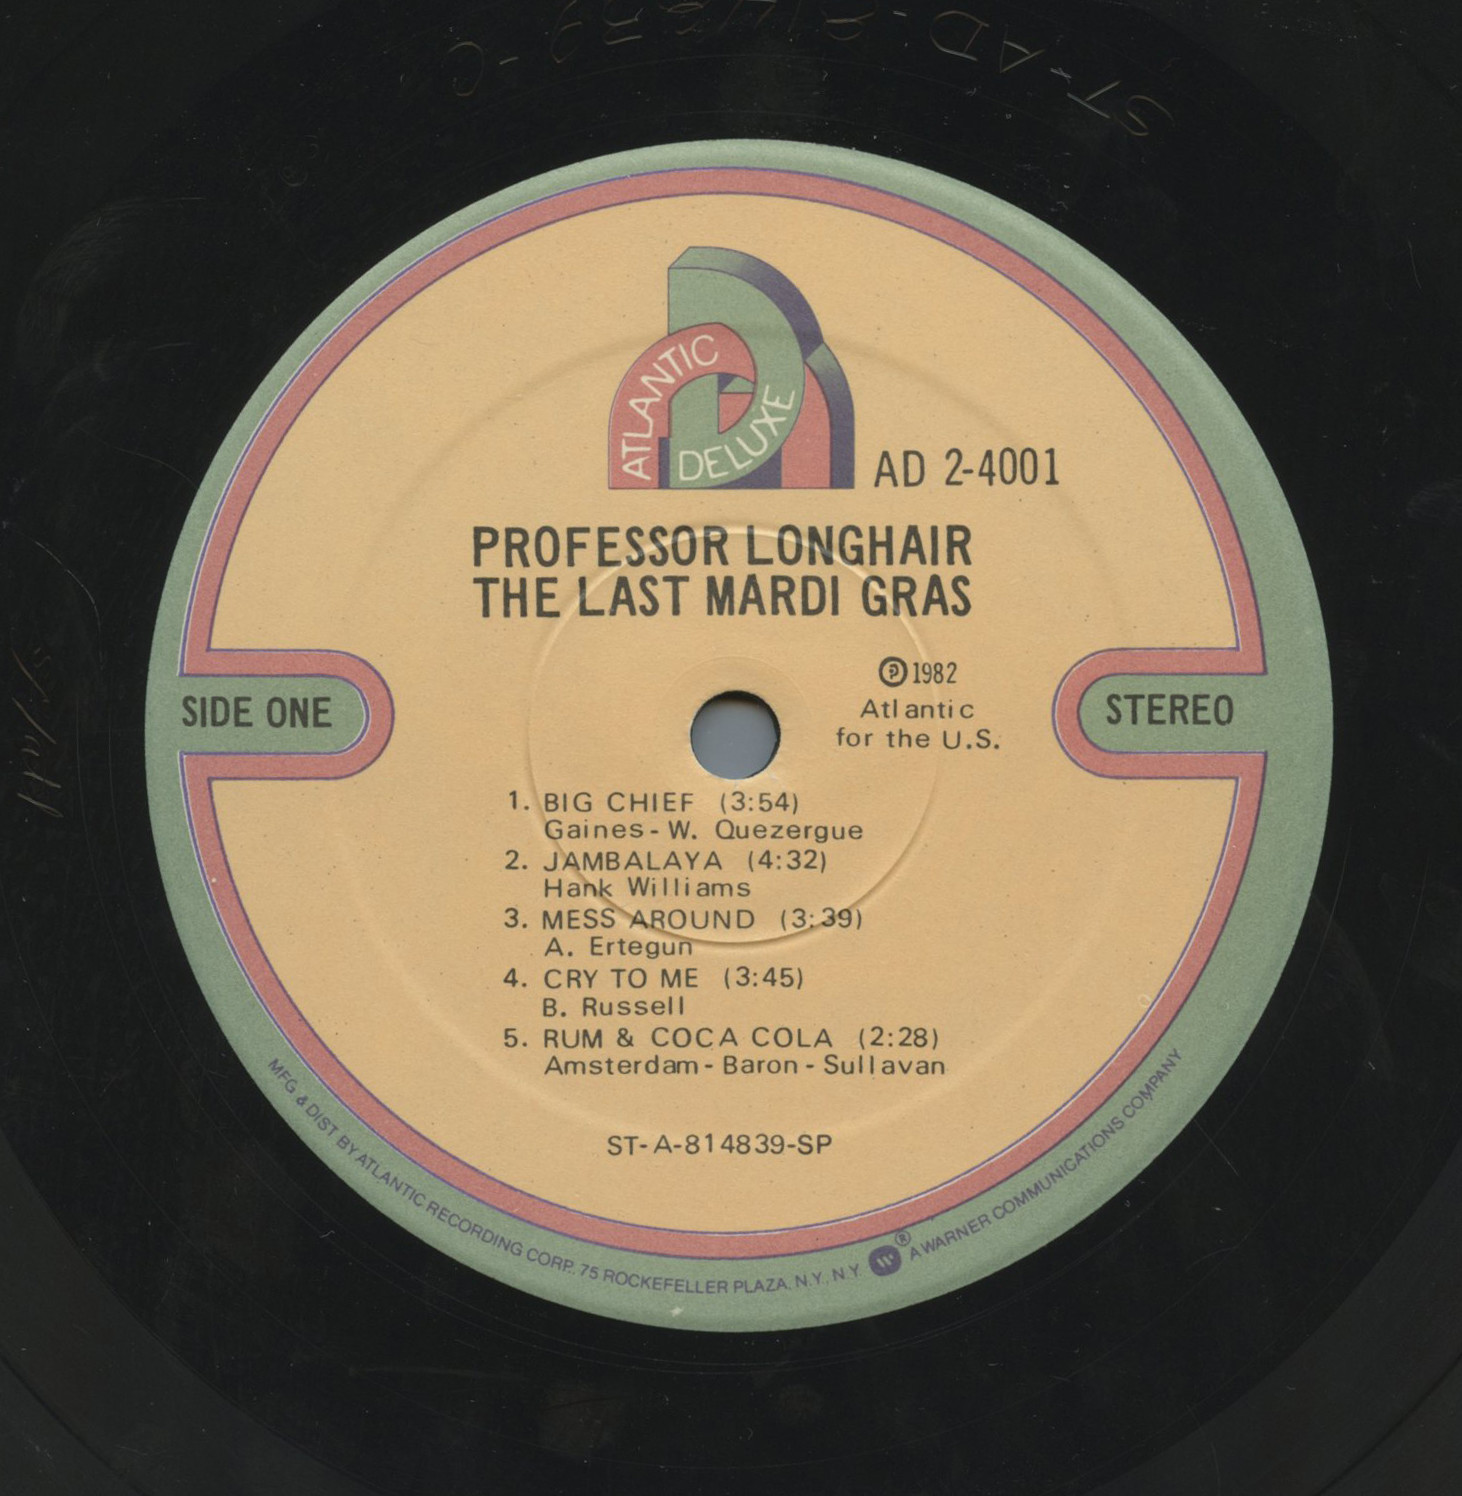 ATLANTIC
DELUXE
AD 2-4001
PROFESSOR LONGHAIR
THE LAST MARDI GRAS
SIDE ONE
STEREO
Ⓟ1982
Atlantic
for the U.S.
1. BIG CHIEF (3:54)
Gaines - W. Quezergue
2. JAMBALAYA (4:32)
Hank Williams
3. MESS AROUND (3:39)
A. Ertegun
4. CRY TO ME (3:45)
B. Russell
5. RUM & COCA COLA (2:28)
Amsterdam - Baron - Sullavan
ST-A-814839-SP
MFG & DIST BY ATLANTIC RECORDING CORP. 75 ROCKEFELLER PLAZA, N.Y. N.Y. ® A WARNER COMMUNICATIONS COMPANY